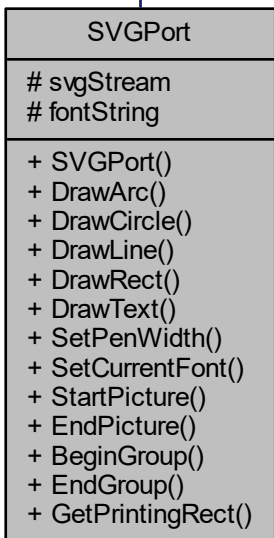 SVGPort
# svgStream
# fontString
+ SVGPort()
+ DrawArc()
+ DrawCircle()
+ DrawLine()
+ DrawRect()
+ DrawText()
+ SetPenWidth()
+ SetCurrentFont()
+ StartPicture()
+ EndPicture()
+ BeginGroup()
+ EndGroup()
+ GetPrintingRect()